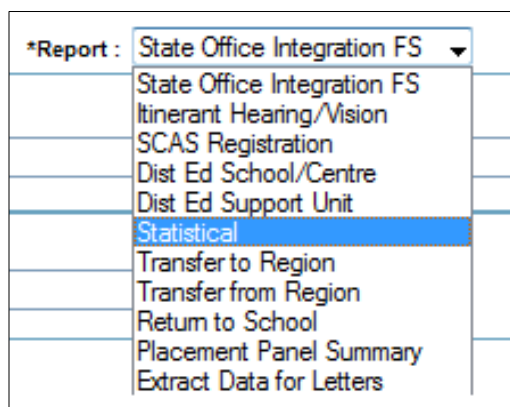 *Report : State Office Integration FS
State Office Integration FS
Itinerant Hearing/Vision
SCAS Registration
Dist Ed School/Centre
Dist Ed Support Unit
Statistical
Transfer to Region
Transfer from Region
Return to School
Placement Panel Summary
Extract Data for Letters